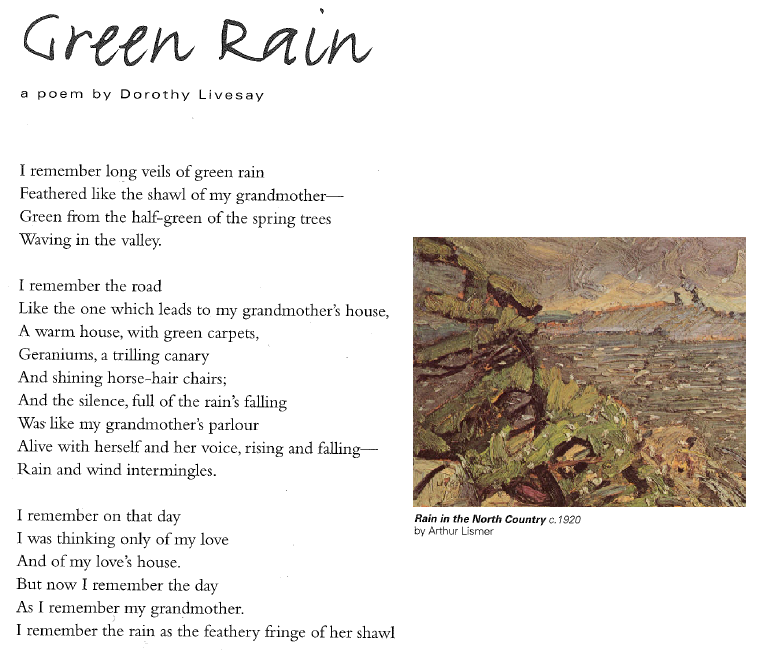 Green Rain
a poem by Dorothy Livesay
I remember long veils of green rain
Feathered like the shawl of my grandmother—
Green from the half-green of the spring trees
Waving in the valley.
I remember the road
Like the one which leads to my grandmother's house,
A warm house, with green carpets,
Geraniums, a trilling canary
And shining horse-hair chairs;
And the silence, full of the rain's falling
Was like my grandmother's parlour
Alive with herself and her voice, rising and falling—
Rain and wind intermingles.
I remember on that day
I was thinking only of my love
And of my love's house.
But now I remember the day
As I remember my grandmother.
I remember the rain as the feathery fringe of her shawl
Rain in the North Country c.1920
by Arthur Lismer